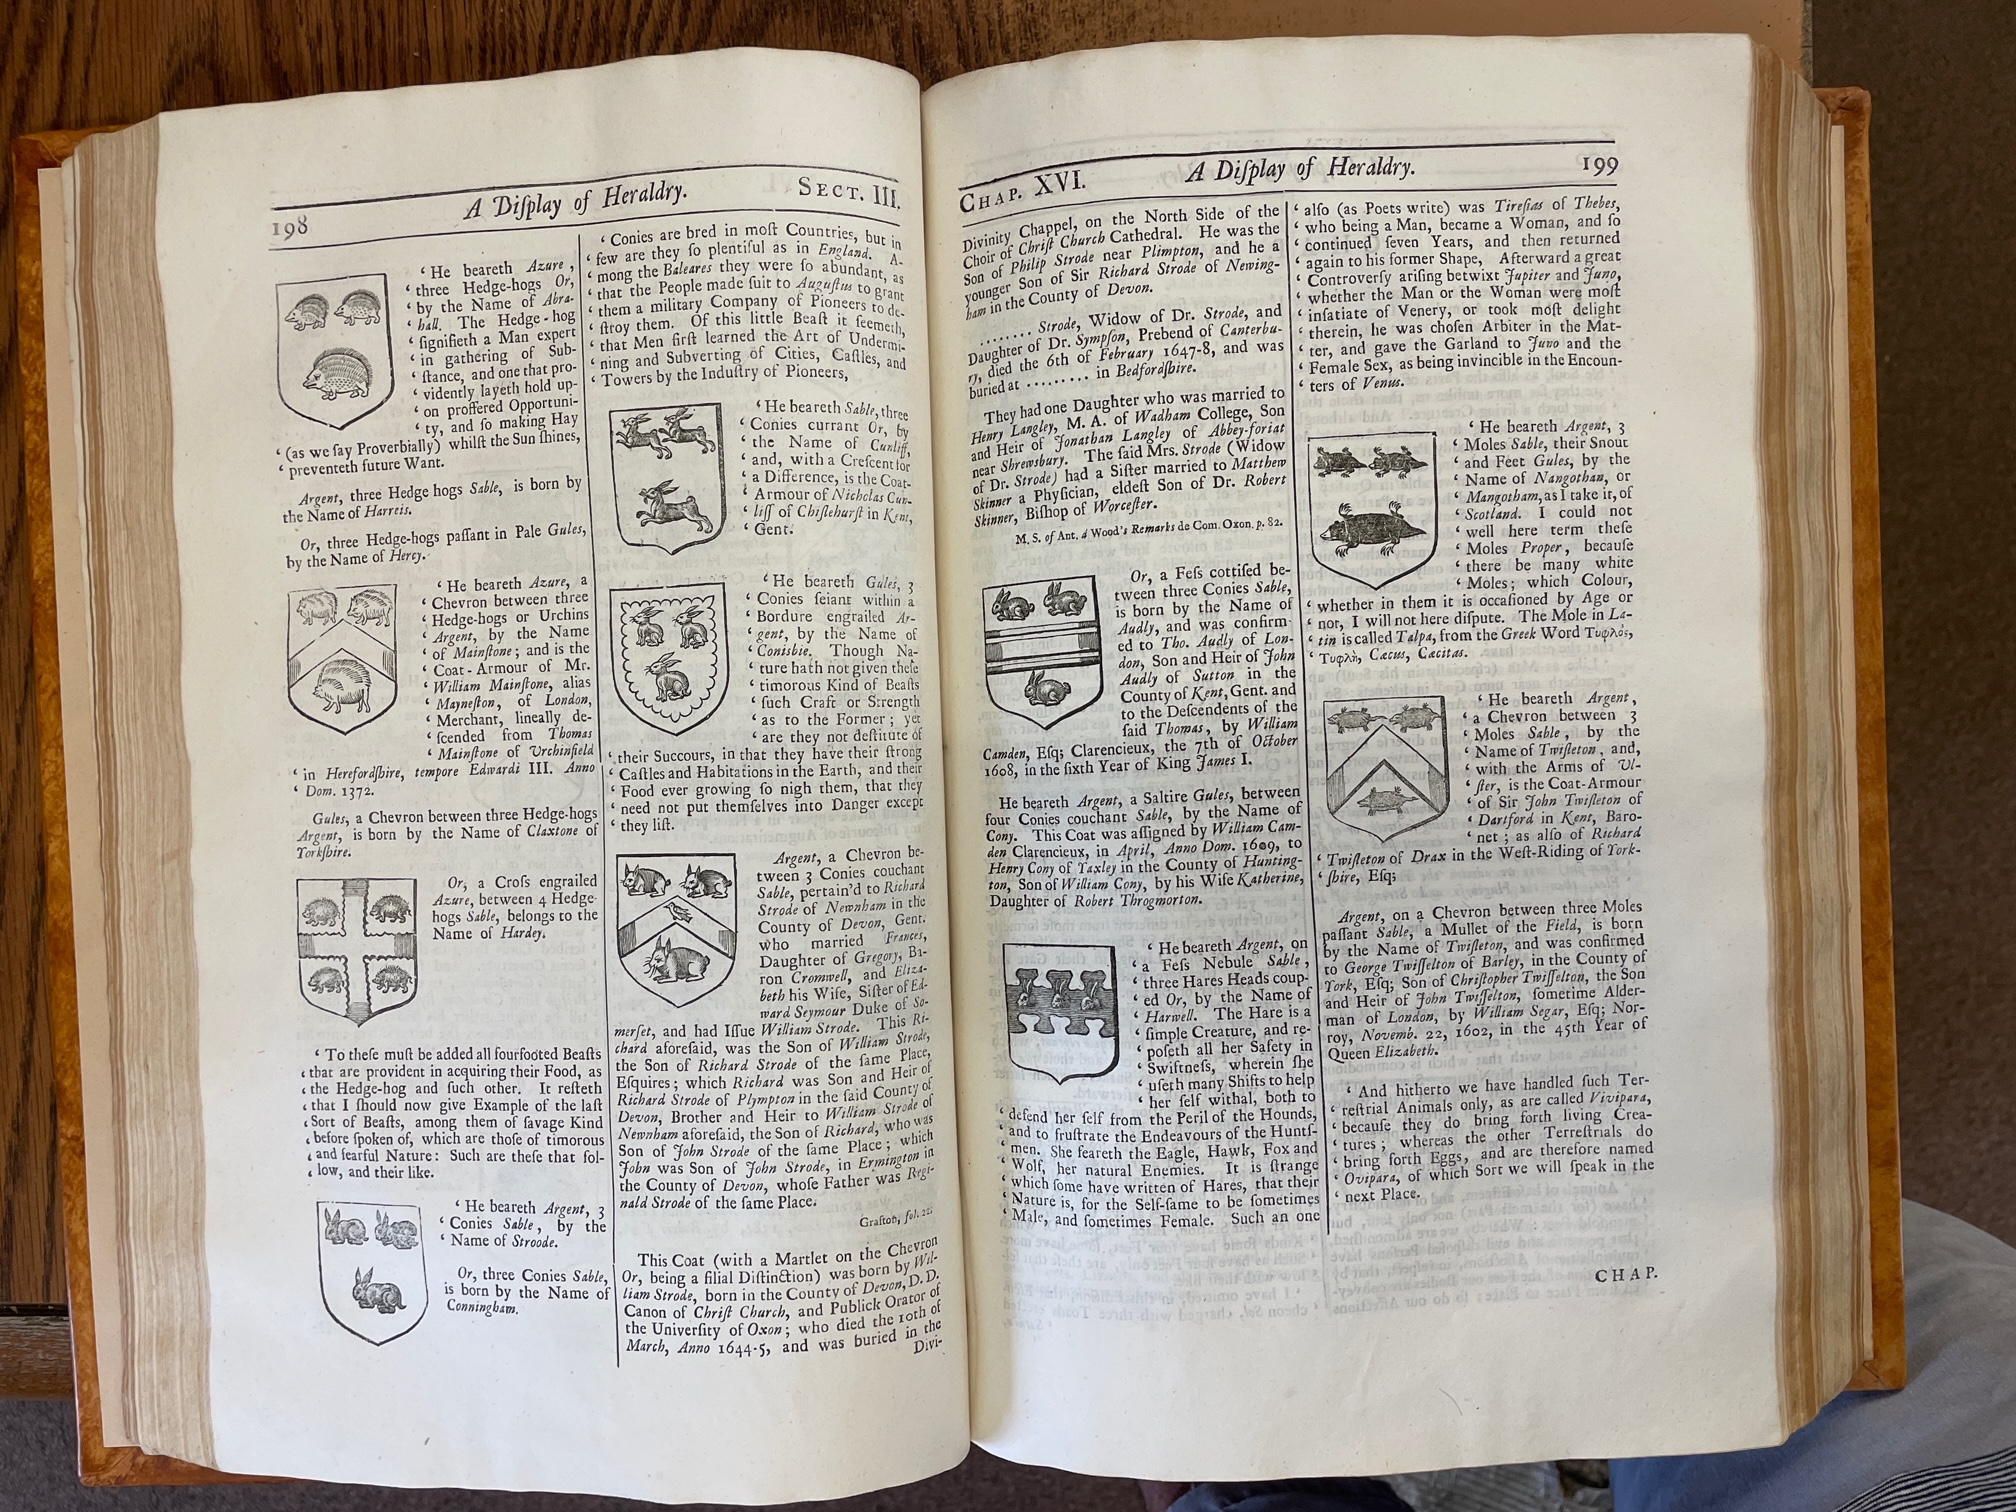 198
A Diſplay of Heraldry.
SECT. III.
‘ He beareth Azure,
‘ three Hedge-hogs Or,
‘ by the Name of Abra-
‘ hall. The Hedge-hog
‘ ſignifieth a Man expert
‘ in gathering of Sub-
‘ ſtance, and one that pro-
‘ vidently layeth hold up-
‘ on proffered Opportuni-
‘ ty, and ſo making Hay
‘ (as we ſay Proverbially) whilſt the Sun ſhines,
‘ preventeth future Want.
Argent, three Hedge hogs Sable, is born by
the Name of Harreis.
Or, three Hedge-hogs paſſant in Pale Gules,
by the Name of Hercy.
‘ He beareth Azure, a
‘ Chevron between three
‘ Hedge-hogs or Urchins
‘ Argent, by the Name
‘ of Mainſtone; and is the
‘ Coat-Armour of Mr.
‘ William Mainſtone, alias
‘ Mayneſton, of London,
‘ Merchant, lineally de-
‘ ſcended from Thomas
‘ Mainſtone of Urchinfield
‘ in Herefordſhire, tempore Edwardi III. Anno
‘ Dom. 1372.
Gules, a Chevron between three Hedge-hogs
Argent, is born by the Name of Claxtone of
Yorkſhire.
Or, a Croſs engrailed
Azure, between 4 Hedge-
hogs Sable, belongs to the
Name of Hardey.
‘ To theſe muſt be added all fourfooted Beaſts
‘ that are provident in acquiring their Food, as
‘ the Hedge-hog and ſuch other. It reſteth
‘ that I ſhould now give Example of the laſt
‘ Sort of Beaſts, among them of ſavage Kind
‘ before ſpoken of, which are thoſe of timorous
‘ and fearful Nature: Such are theſe that fol-
‘ low, and their like.
‘ He beareth Argent, 3
‘ Conies Sable, by the
‘ Name of Stroode.
Or, three Conies Sable,
is born by the Name of
Conningham.
‘ Conies are bred in moſt Countries, but in
‘ few are they ſo plentiful as in England. A-
‘ mong the Baleares they were ſo abundant, as
‘ that the People made ſuit to Auguſtus to grant
‘ them a military Company of Pioneers to de-
‘ ſtroy them. Of this little Beaſt it ſeemeth,
‘ that Men firſt learned the Art of Undermi-
‘ ning and Subverting of Cities, Caſtles, and
‘ Towers by the Induſtry of Pioneers,
‘ He beareth Sable, three
‘ Conies currant Or, by
‘ the Name of Cunliff,
‘ and, with a Creſcent for
‘ a Difference, is the Coat-
‘ Armour of Nicholas Cun-
‘ liff of Chiſlehurſt in Kent,
‘ Gent.
‘ He beareth Gules, 3
‘ Conies ſeiant within a
‘ Bordure engrailed Ar-
‘ gent, by the Name of
‘ Conisbie. Though Na-
‘ ture hath not given theſe
‘ timorous Kind of Beaſts
‘ ſuch Craft or Strength
‘ as to the Former; yet
‘ are they not deſtitute of
‘ their Succours, in that they have their ſtrong
‘ Caſtles and Habitations in the Earth, and their
‘ Food ever growing ſo nigh them, that they
‘ need not put themſelves into Danger except
‘ they liſt.
Argent, a Chevron be-
tween 3 Conies couchant
Sable, pertain'd to Richard
Strode of Newnham in the
County of Devon, Gent.
who married Frances,
Daughter of Gregory, Ba-
ron Cromwell, and Eliza-
beth his Wife, Siſter of Ed-
ward Seymour Duke of So-
merſet, and had Iſſue William Strode. This Ri-
chard aforeſaid, was the Son of William Strode,
the Son of Richard Strode of the ſame Place,
Eſquires; which Richard was Son and Heir of
Richard Strode of Plympton in the ſaid County of
Devon, Brother and Heir to William Strode of
Newnham aforeſaid, the Son of Richard, who was
Son of John Strode of the ſame Place; which
John was Son of John Strode, in Ermington in
the County of Devon, whoſe Father was Regi-
nald Strode of the ſame Place.
Grafton, fol.
This Coat (with a Martlet on the Chevron
Or, being a filial Diſtinction) was born by Wil-
liam Strode, born in the County of Devon, D. D.
Canon of Chriſt Church, and Publick Orator of
the Univerſity of Oxon; who died the 10th of
March, Anno 1644-5, and was buried in the
Divi-
CHAP. XVI.
A Diſplay of Heraldry.
199
Divinity Chappel, on the North Side of the
Choir of Chriſt Church Cathedral. He was the
Son of Philip Strode near Plimpton, and he a
younger Son of Sir Richard Strode of Newing-
ham in the County of Devon.
........ Strode, Widow of Dr. Strode, and
Daughter of Dr. Sympſon, Prebend of Canterbu-
ry, died the 6th of February 1647-8, and was
buried at ......... in Bedfordſhire.
They had one Daughter who was married to
Henry Langley, M. A. of Wadham College, Son
and Heir of Jonathan Langley of Abbey-foriat
near Shrewsbury. The ſaid Mrs. Strode (Widow
of Dr. Strode) had a Siſter married to Matthew
Skinner a Phyſician, eldeſt Son of Dr. Robert
Skinner, Biſhop of Worceſter.
M. S. of Ant. á Wood's Remarks de Com. Oxon. p. 82.
Or, a Feſs cottiſed be-
tween three Conies Sable,
is born by the Name of
Audly, and was confirm-
ed to Tho. Audly of Lon-
don, Son and Heir of John
Audly of Sutton in the
County of Kent, Gent. and
to the Deſcendents of the
ſaid Thomas, by William
Camden, Eſq; Clarencieux, the 7th of October
1608, in the ſixth Year of King James I.
He beareth Argent, a Saltire Gules, between
four Conies couchant Sable, by the Name of
Cony. This Coat was aſſigned by William Cam-
den Clarencieux, in April, Anno Dom. 1609, to
Henry Cony of Taxley in the County of Hunting-
ton, Son of William Cony, by his Wife Katherine,
Daughter of Robert Throgmorton.
‘ He beareth Argent, on
‘ a Feſs Nebule Sable,
‘ three Hares Heads coup-
‘ ed Or, by the Name of
‘ Harwell. The Hare is a
‘ ſimple Creature, and re-
‘ poſeth all her Safety in
‘ Swiftneſs, wherein ſhe
‘ uſeth many Shifts to help
‘ her ſelf withal, both to
‘ defend her ſelf from the Peril of the Hounds,
‘ and to fruſtrate the Endeavours of the Huntſ-
‘ men. She feareth the Eagle, Hawk, Fox and
‘ Wolf, her natural Enemies. It is ſtrange
‘ which ſome have written of Hares, that their
‘ Nature is, for the Self-ſame to be ſometimes
‘ Male, and ſometimes Female. Such an one
‘ alſo (as Poets write) was Tireſias of Thebes,
‘ who being a Man, became a Woman, and ſo
‘ continued ſeven Years, and then returned
‘ again to his former Shape, Afterward a great
‘ Controverſy ariſing betwixt Jupiter and Juno,
‘ whether the Man or the Woman were moſt
‘ inſatiate of Venery, or took moſt delight
‘ therein, he was choſen Arbiter in the Mat-
‘ ter, and gave the Garland to Juno and the
‘ Female Sex, as being invincible in the Encoun-
‘ ters of Venus.
‘ He beareth Argent, 3
‘ Moles Sable, their Snout
‘ and Feet Gules, by the
‘ Name of Nangothan, or
‘ Mangotham, as I take it, of
‘ Scotland. I could not
‘ well here term theſe
‘ Moles Proper, becauſe
‘ there be many white
‘ Moles; which Colour,
‘ whether in them it is occaſioned by Age or
‘ nor, I will not here diſpute. The Mole in La-
‘ tin is called Talpa, from the Greek Word Τυφλός,
‘ Τυφλὴ, Cæcus, Cæcitas.
‘ He beareth Argent,
‘ a Chevron between 3
‘ Moles Sable, by the
‘ Name of Twiſleton, and,
‘ with the Arms of Ul-
‘ ſter, is the Coat-Armour
‘ of Sir John Twiſleton of
‘ Dartford in Kent, Baro-
‘ net; as alſo of Richard
‘ Twiſleton of Drax in the Weſt-Riding of York-
‘ ſhire, Eſq;
Argent, on a Chevron between three Moles
paſſant Sable, a Mullet of the Field, is born
by the Name of Twiſleton, and was confirmed
to George Twiſſelton of Barley, in the County of
York, Eſq; Son of Chriſtopher Twiſſelton, the Son
and Heir of John Twiſſelton, ſometime Alder-
man of London, by William Segar, Eſq; Nor-
roy, Novemb. 22, 1602, in the 45th Year of
Queen Elizabeth.
‘ And hitherto we have handled ſuch Ter-
‘ reſtrial Animals only, as are called Vivipara,
‘ becauſe they do bring forth living Crea-
‘ tures; whereas the other Terreſtrials do
‘ bring forth Eggs, and are therefore named
‘ Ovipara, of which Sort we will ſpeak in the
‘ next Place.
CHAP.